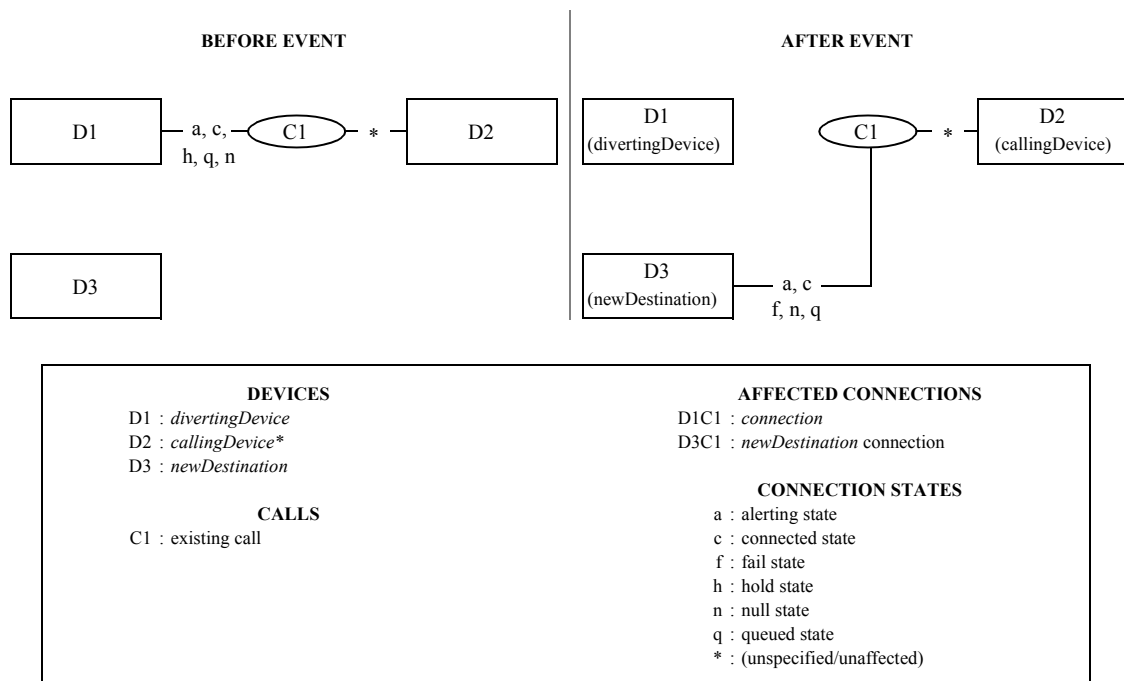 BEFORE EVENT
AFTER EVENT
D1
a, c,
h, q, n
C1
*
D2
D3
D1
(divertingDevice)
C1
*
D2
(callingDevice)
D3
(newDestination)
a, c
f, n, q
DEVICES
D1 : divertingDevice
D2 : callingDevice*
D3 : newDestination
CALLS
C1 : existing call
AFFECTED CONNECTIONS
D1C1 : connection
D3C1 : newDestination connection
CONNECTION STATES
a : alerting state
c : connected state
f : fail state
h : hold state
n : null state
q : queued state
* : (unspecified/unaffected)